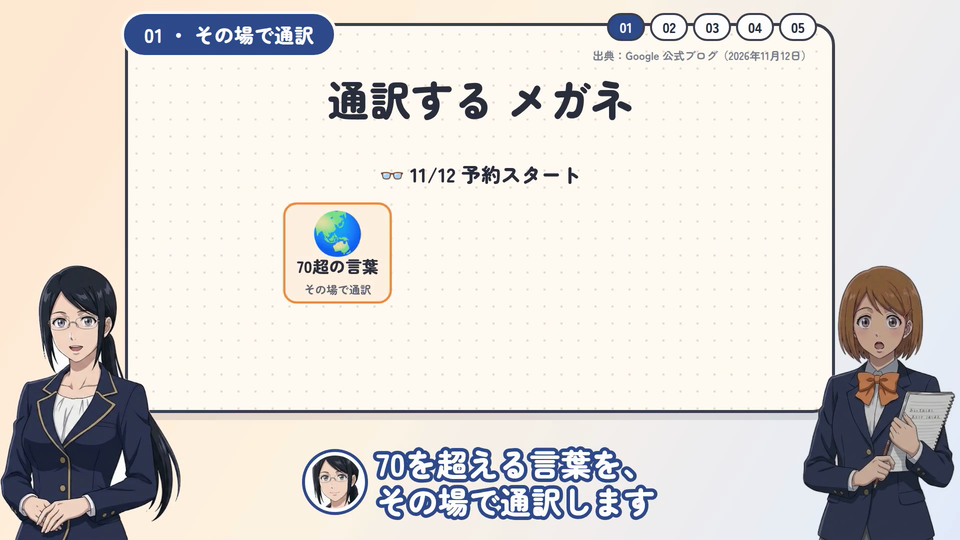 01 ・ その場で通訳
01 02 03 04 05
出典：Google 公式ブログ（2026年11月12日）
通訳する メガネ
11/12 予約スタート
70超の言葉
その場で通訳
70を超える言葉を、
その場で通訳します